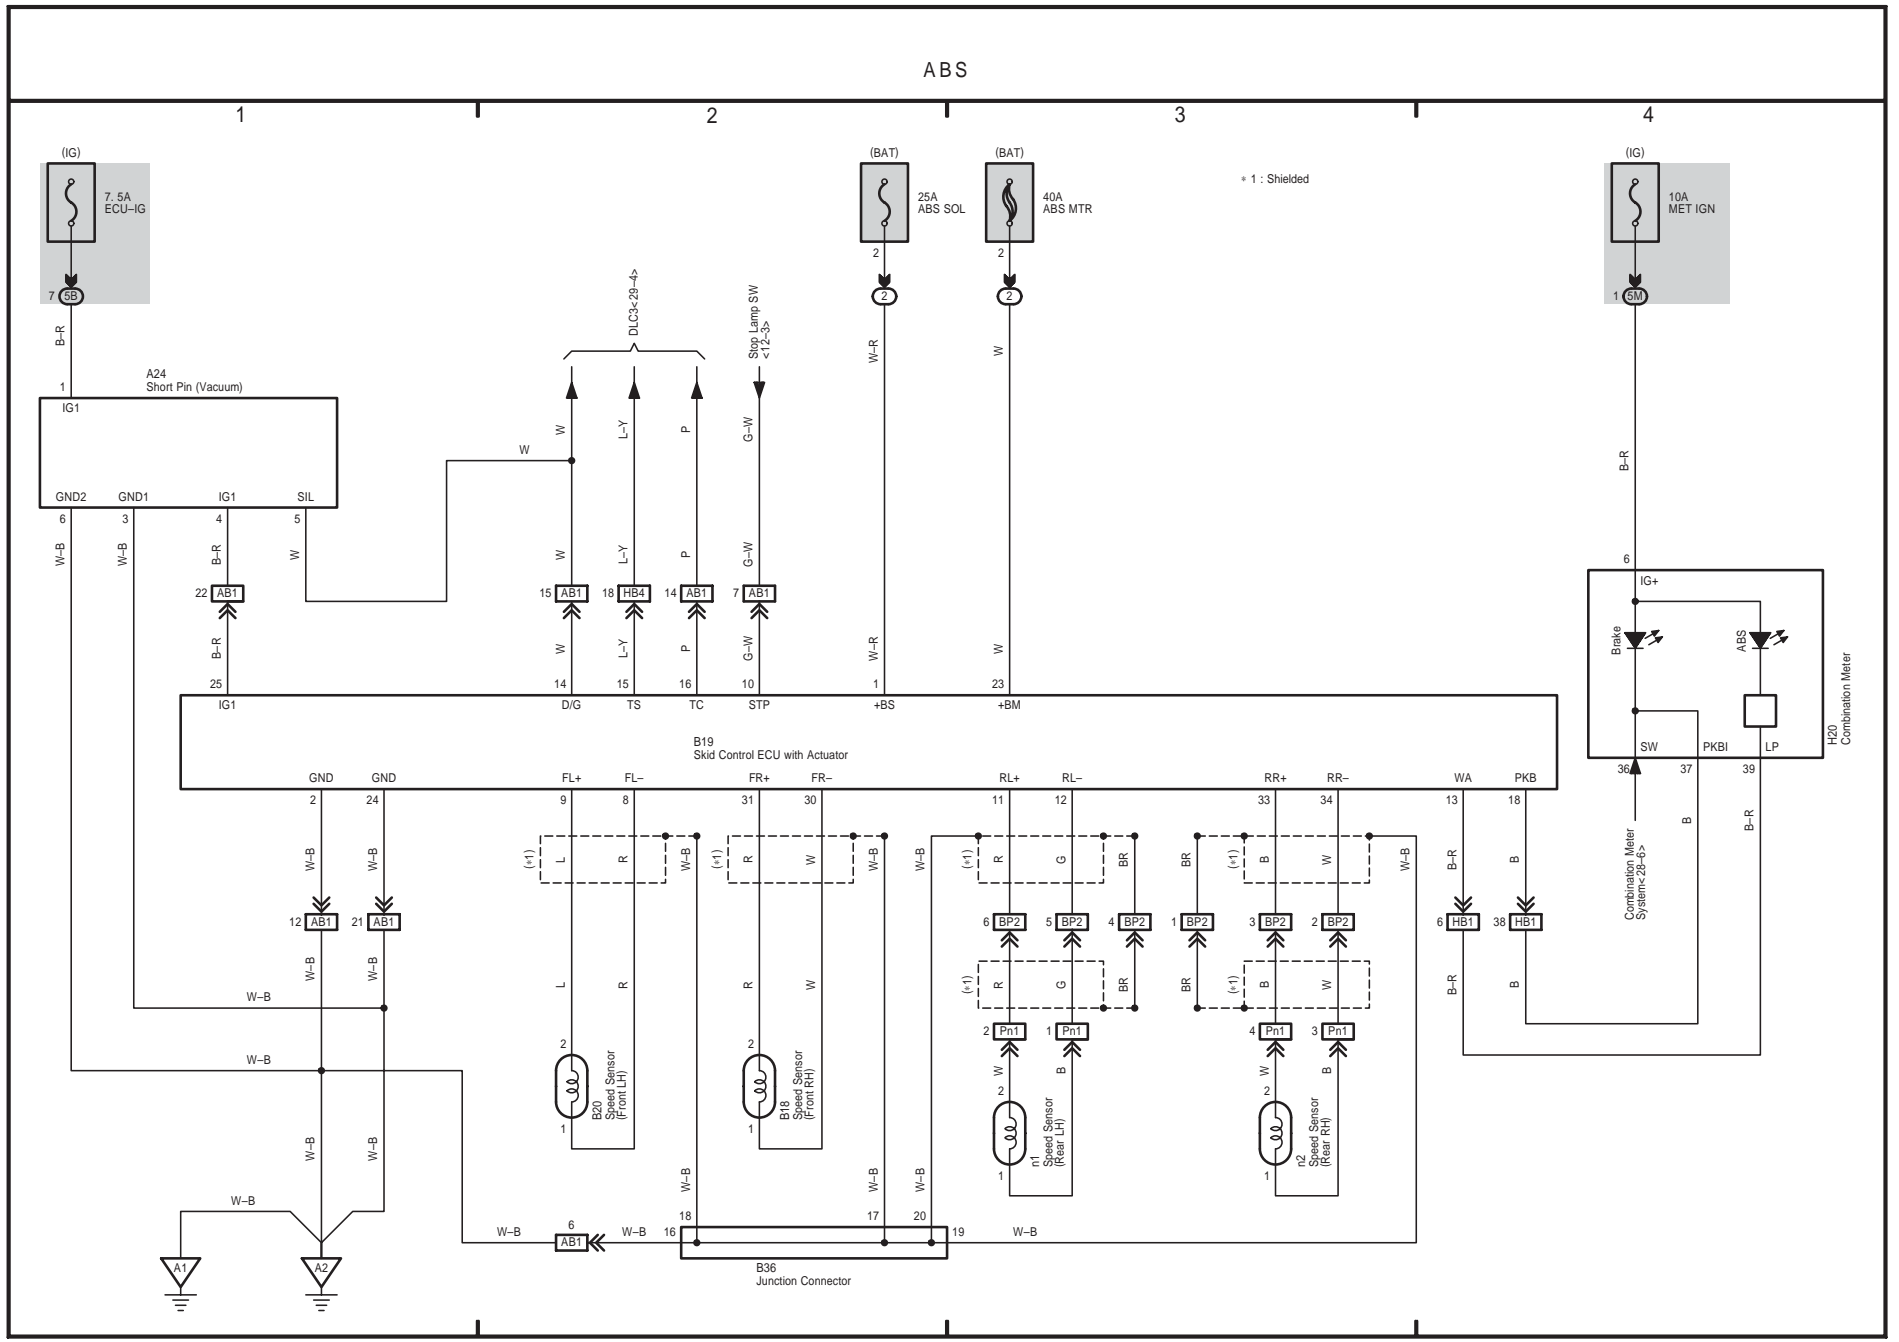 ABS
1
2
3
4
(IG)
7. 5A
ECU–IG
7
5B
B–R
(BAT)
25A
ABS SOL
2
2
W–R
(BAT)
40A
ABS MTR
2
2
W
∗ 1 : Shielded
(IG)
10A
MET IGN
1
5M
B–R
DLC3<29–4>
Stop Lamp SW
<12–3>
A24
Short Pin (Vacuum)
1
IG1
GND2
GND1
IG1
SIL
6
3
4
5
W–B
W–B
B–R
W
W
W
L–Y
P
G–W
W
L–Y
P
G–W
22
AB1
15
AB1
18
HB4
14
AB1
7
AB1
B–R
W
L–Y
P
G–W
W–R
W
25
14
15
16
10
1
23
IG1
D/G
TS
TC
STP
+BS
+BM
B19
Skid Control ECU with Actuator
GND
GND
FL+
FL–
FR+
FR–
RL+
RL–
RR+
RR–
WA
PKB
2
24
9
8
31
30
11
12
33
34
13
18
6
IG+
Brake
ABS
SW
PKBI
LP
H20
Combination Meter
36
37
39
B
B–R
Combination Meter
System<28–6>
W–B
W–B
(∗1)
L
R
W–B
(∗1)
R
W
W–B
W–B
(∗1)
R
G
BR
BR
(∗1)
B
W
W–B
B–R
B
12
AB1
21
AB1
6
BP2
5
BP2
4
BP2
1
BP2
3
BP2
2
BP2
6
HB1
38
HB1
W–B
W–B
L
R
R
W
(∗1)
R
G
BR
BR
(∗1)
B
W
B–R
B
W–B
W–B
2
Pn1
1
Pn1
4
Pn1
3
Pn1
W
B
W
B
2
1
B20
Speed Sensor
(Front LH)
2
1
B18
Speed Sensor
(Front RH)
2
1
n1
Speed Sensor
(Rear LH)
2
1
n2
Speed Sensor
(Rear RH)
W–B
W–B
W–B
W–B
W–B
W–B
W–B
6
AB1
W–B
16
18
17
20
19
W–B
B36
Junction Connector
A1
A2